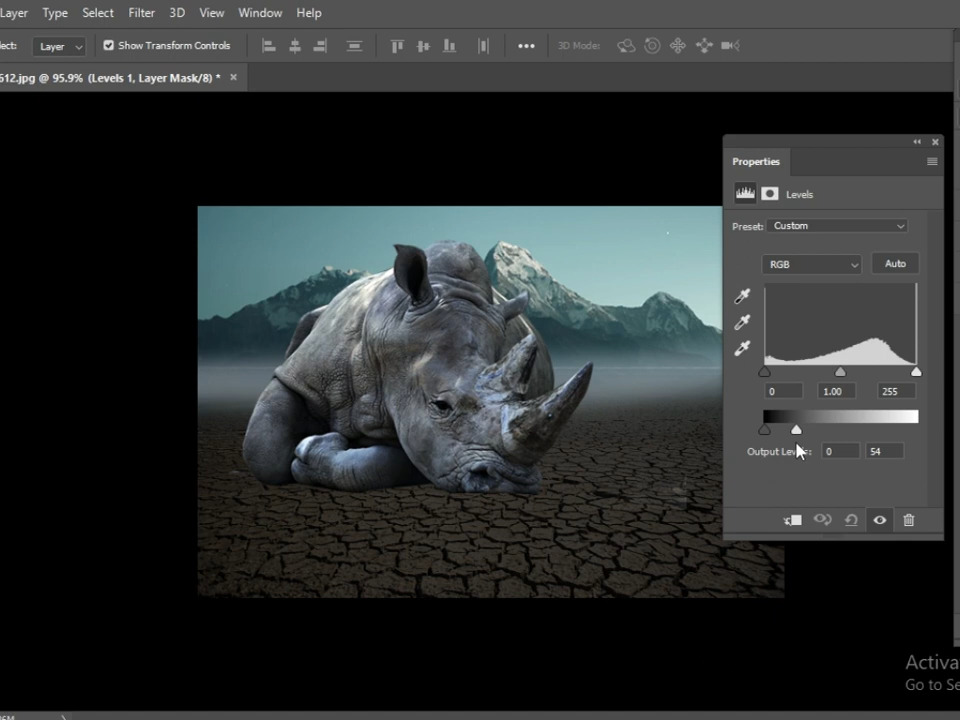 Layer Type Select Filter 3D View Window Help
Layer Show Transform Controls 3D Mode:
612.jpg @ 95.9% (Levels 1, Layer Mask/8) * ×
Properties
Levels
Preset: Custom
RGB Auto
0 1.00 255
Output Levels: 0 54
Activa
Go to Se